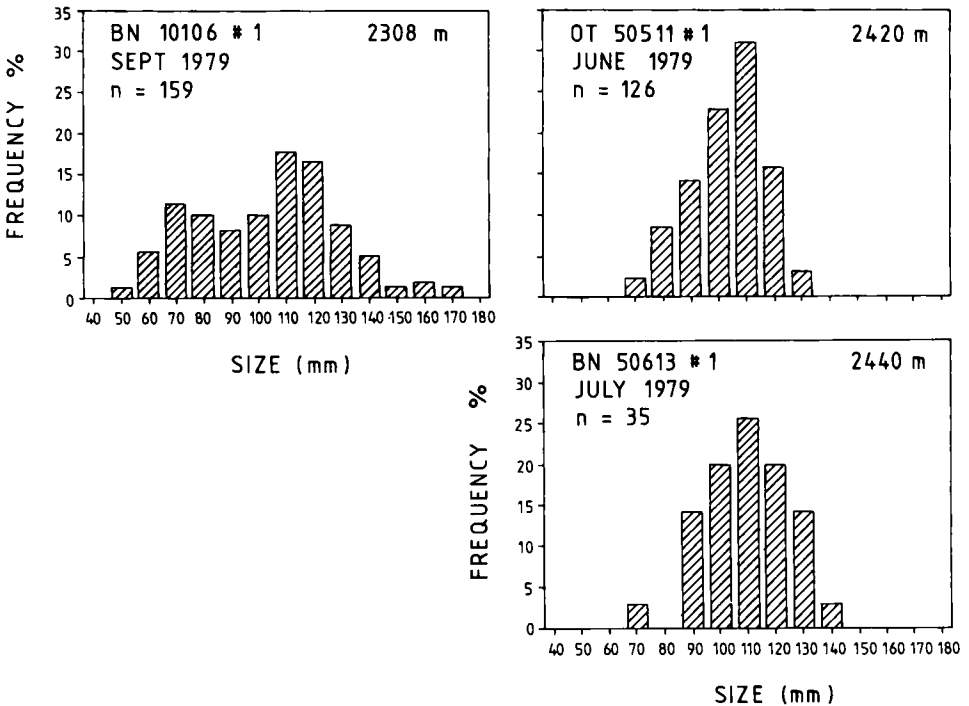 BN 10106 # 1 2308 m
SEPT 1979
n = 159
FREQUENCY %
35
30
25
20
15
10
5
0
40 50 60 70 80 90 100 110 120 130 140 150 160 170 180
SIZE (mm)
OT 50511 # 1 2420 m
JUNE 1979
n = 126
BN 50613 # 1 2440 m
JULY 1979
n = 35
FREQUENCY %
35
30
25
20
15
10
5
0
40 50 60 70 80 90 100 110 120 130 140 150 160 170 180
SIZE (mm)